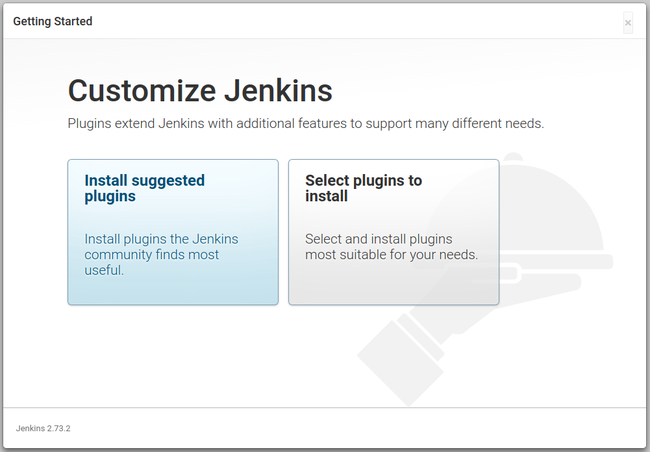 Getting Started
×
Customize Jenkins
Plugins extend Jenkins with additional features to support many different needs.
Install suggested
plugins
Install plugins the Jenkins
community finds most
useful.
Select plugins to
install
Select and install plugins
most suitable for your needs.
Jenkins 2.73.2